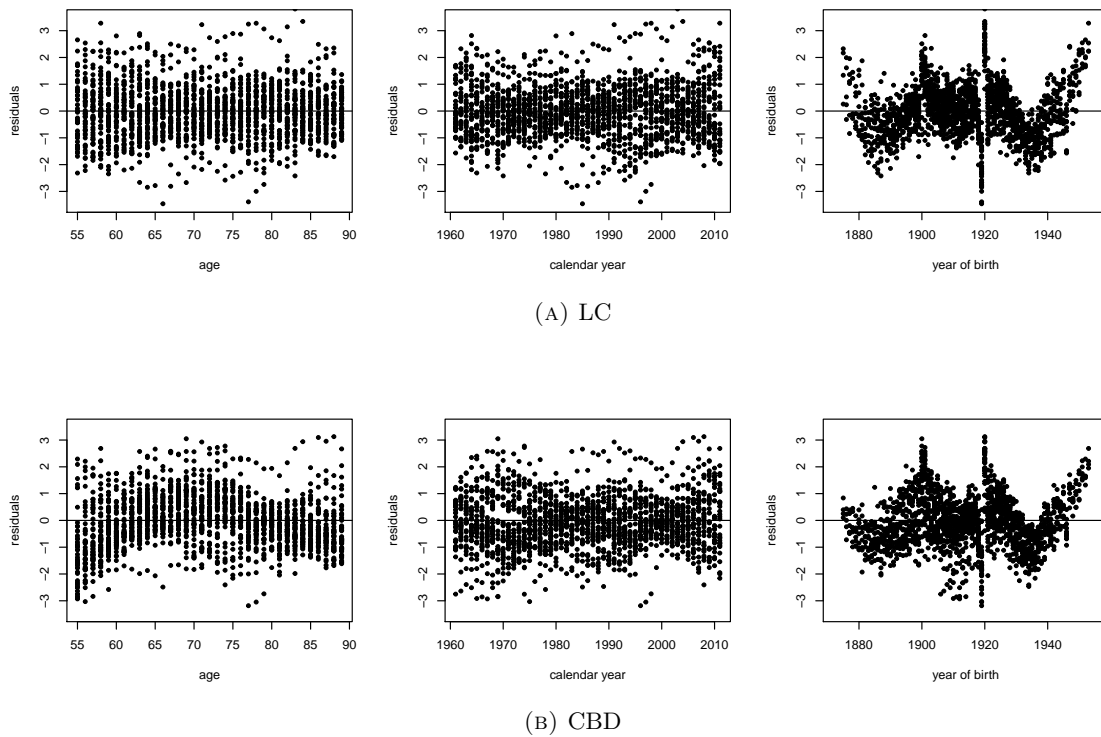 residuals
3
2
1
0
−1
−2
−3
55 60 65 70 75 80 85 90
age
residuals
3
2
1
0
−1
−2
−3
1960 1970 1980 1990 2000 2010
calendar year
residuals
3
2
1
0
−1
−2
−3
1880 1900 1920 1940
year of birth
(A) LC
residuals
3
2
1
0
−1
−2
−3
55 60 65 70 75 80 85 90
age
residuals
3
2
1
0
−1
−2
−3
1960 1970 1980 1990 2000 2010
calendar year
residuals
3
2
1
0
−1
−2
−3
1880 1900 1920 1940
year of birth
(B) CBD